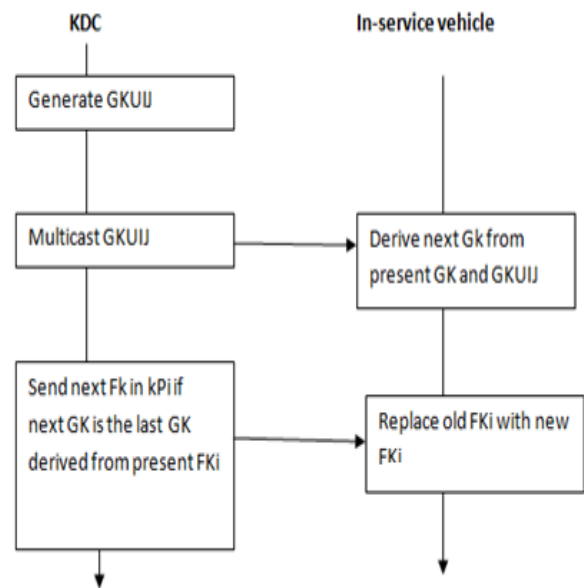 KDC
In-service vehicle
Generate GKUIJ
Multicast GKUIJ
Derive next Gk from
present GK and GKUIJ
Send next Fk in kPi if
next GK is the last GK
derived from present FKi
Replace old FKi with new
FKi